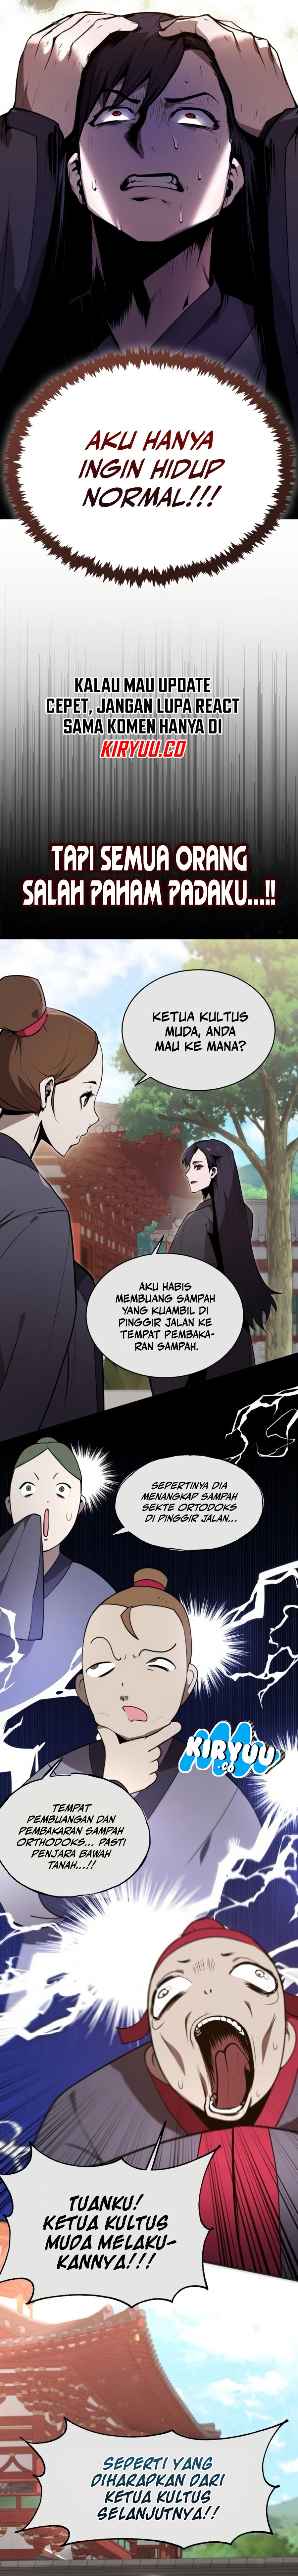 AKU HANYA
INGIN HIDUP
NORMAL!!!
KALAU MAU UPDATE
CEPET, JANGAN LUPA REACT
SAMA KOMEN HANYA DI
KIRYUU.CO
TAPI SEMUA ORANG
SALAH PAHAM PADAKU...!!
KETUA KULTUS
MUDA, ANDA
MAU KE MANA?
AKU HABIS
MEMBUANG SAMPAH
YANG KUAMBIL DI
PINGGIR JALAN KE
TEMPAT PEMBAKA-
RAN SAMPAH.
SEPERTINYA DIA
MENANGKAP SAMPAH
SEKTE ORTODOKS
DI PINGGIR JALAN...
KIRYUU
.CO
TEMPAT
PEMBUANGAN DAN
PEMBAKARAN SAMPAH
ORTHODOKS... PASTI
PENJARA BAWAH
TANAH...!!
TUANKU!
KETUA KULTUS
MUDA MELAKU-
KANNYA!!!
SEPERTI YANG
DIHARAPKAN DARI
KETUA KULTUS
SELANJUTNYA!!